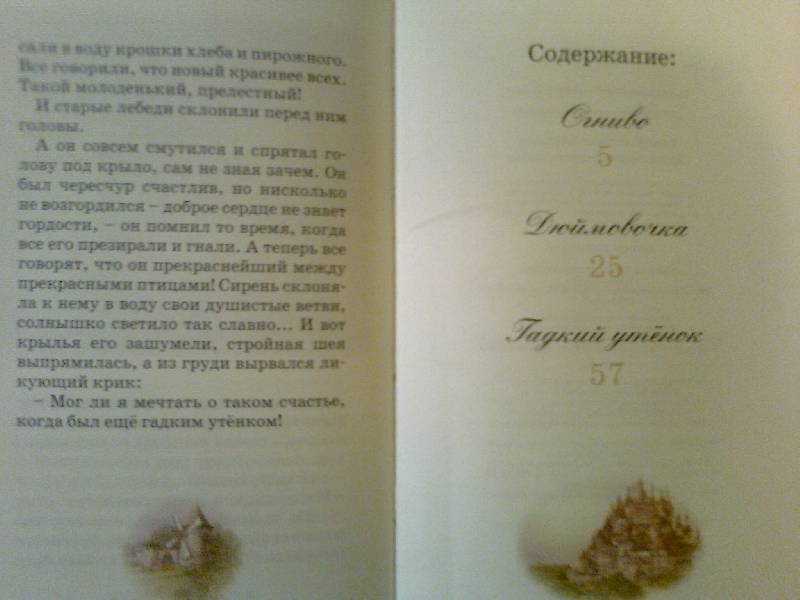 сали в воду крошки хлеба и пирожного.
Все говорили, что новый красивее всех.
Такой молоденький, прелестный!
И старые лебеди склонили перед ним
головы.
А он совсем смутился и спрятал го-
лову под крыло, сам не зная зачем. Он
был чересчур счастлив, но нисколько
не возгордился – доброе сердце не знает
гордости, – он помнил то время, когда
все его презирали и гнали. А теперь все
говорят, что он прекраснейший между
прекрасными птицами! Сирень склоня-
ла к нему в воду свои душистые ветви,
солнышко светило так славно... И вот
крылья его зашумели, стройная шея
выпрямилась, а из груди вырвался ли-
кующий крик:
– Мог ли я мечтать о таком счастье,
когда был ещё гадким утёнком!
Содержание:
Огниво
5
Дюймовочка
25
Гадкий утёнок
57